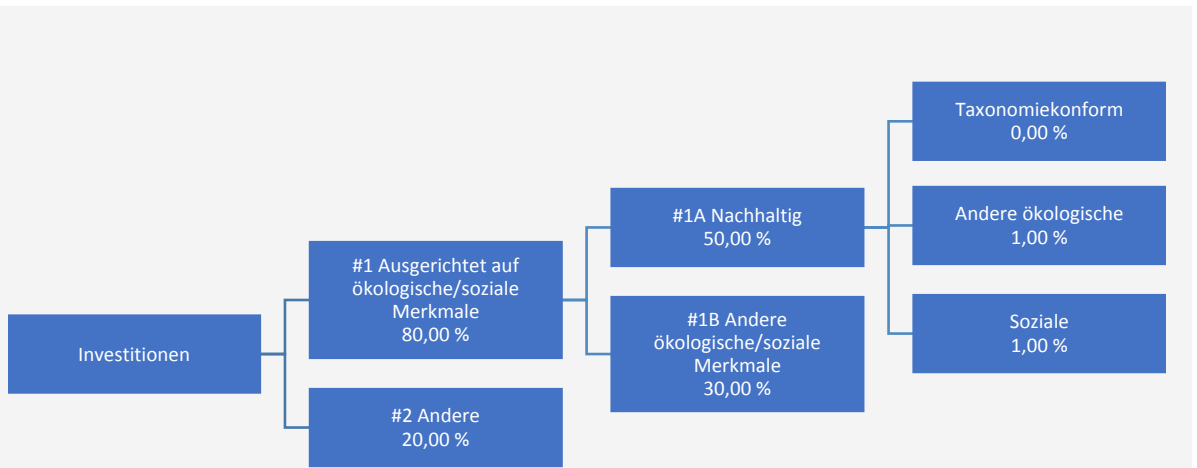 Investitionen
#1 Ausgerichtet auf
ökologische/soziale
Merkmale
80,00 %
#2 Andere
20,00 %
#1A Nachhaltig
50,00 %
#1B Andere
ökologische/soziale
Merkmale
30,00 %
Taxonomiekonform
0,00 %
Andere ökologische
1,00 %
Soziale
1,00 %